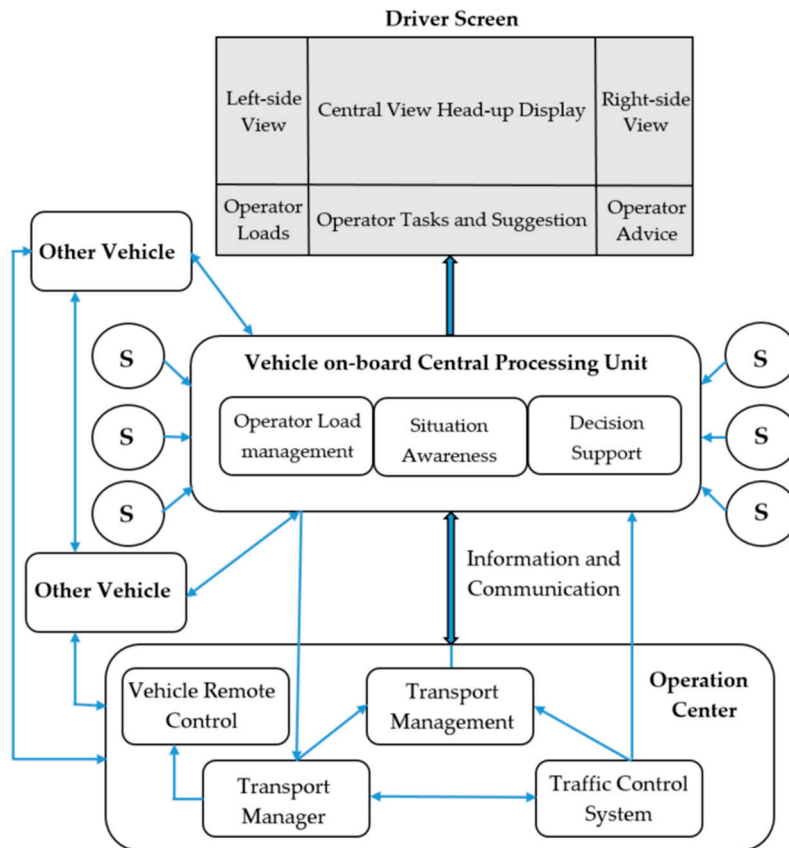 Driver Screen
Left-side
View
Central View Head-up Display
Right-side
View
Operator
Loads
Operator Tasks and Suggestion
Operator
Advice
Other Vehicle
S
S
S
Vehicle on-board Central Processing Unit
Operator Load
management
Situation
Awareness
Decision
Support
S
S
S
Other Vehicle
Information and
Communication
Operation
Center
Vehicle Remote
Control
Transport
Management
Transport
Manager
Traffic Control
System